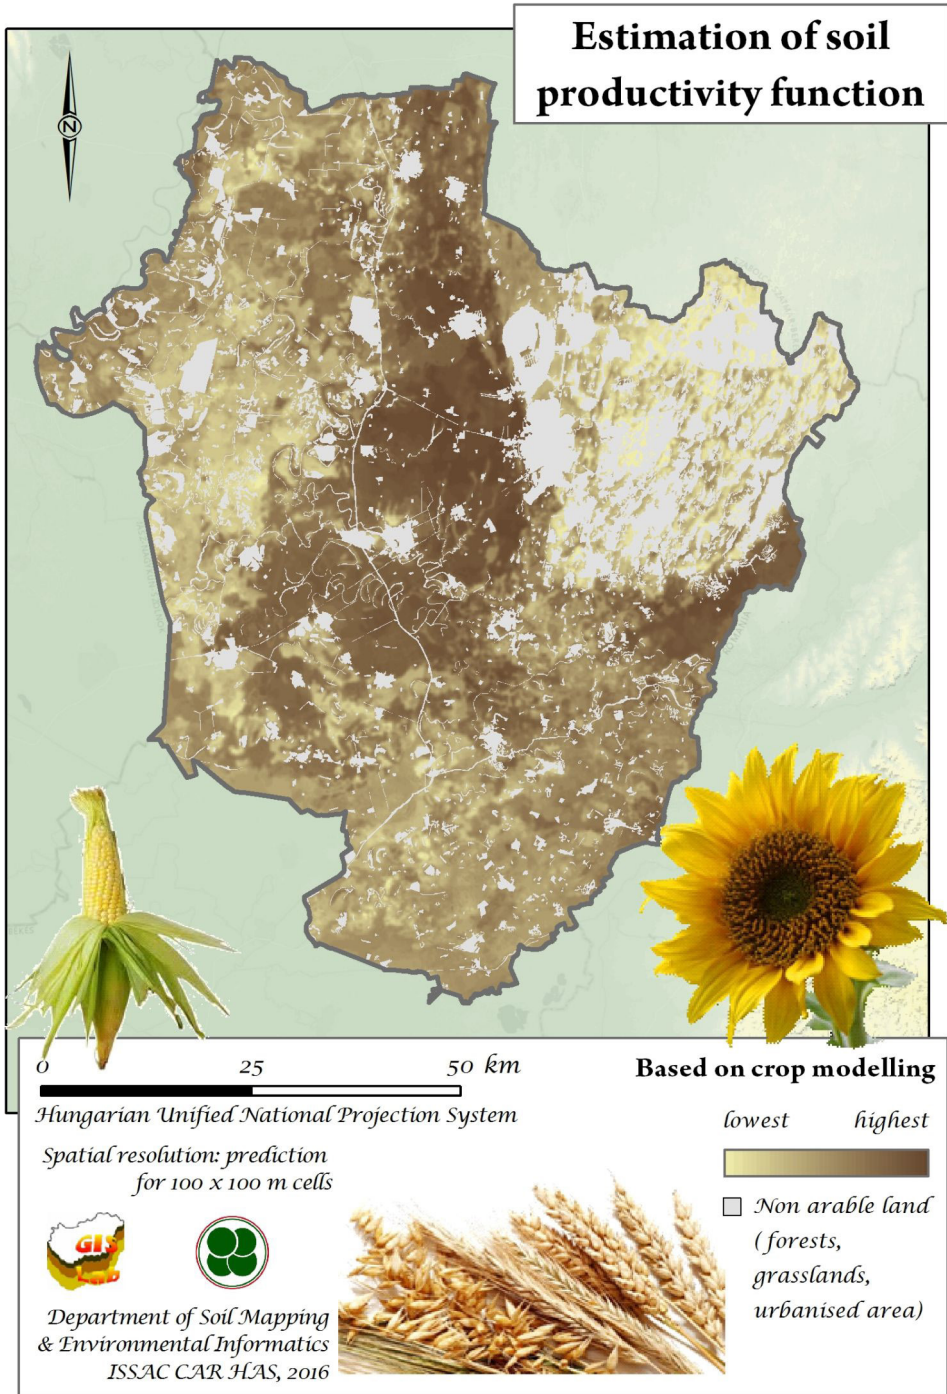 Estimation of soil
productivity function
N
0 25 50 km
Hungarian Unified National Projection System
Spatial resolution: prediction
for 100 x 100 m cells
GIS
Lab
Department of Soil Mapping
& Environmental Informatics
ISSAC CAR HAS, 2016
Based on crop modelling
lowest highest
Non arable land
(forests,
grasslands,
urbanised area)